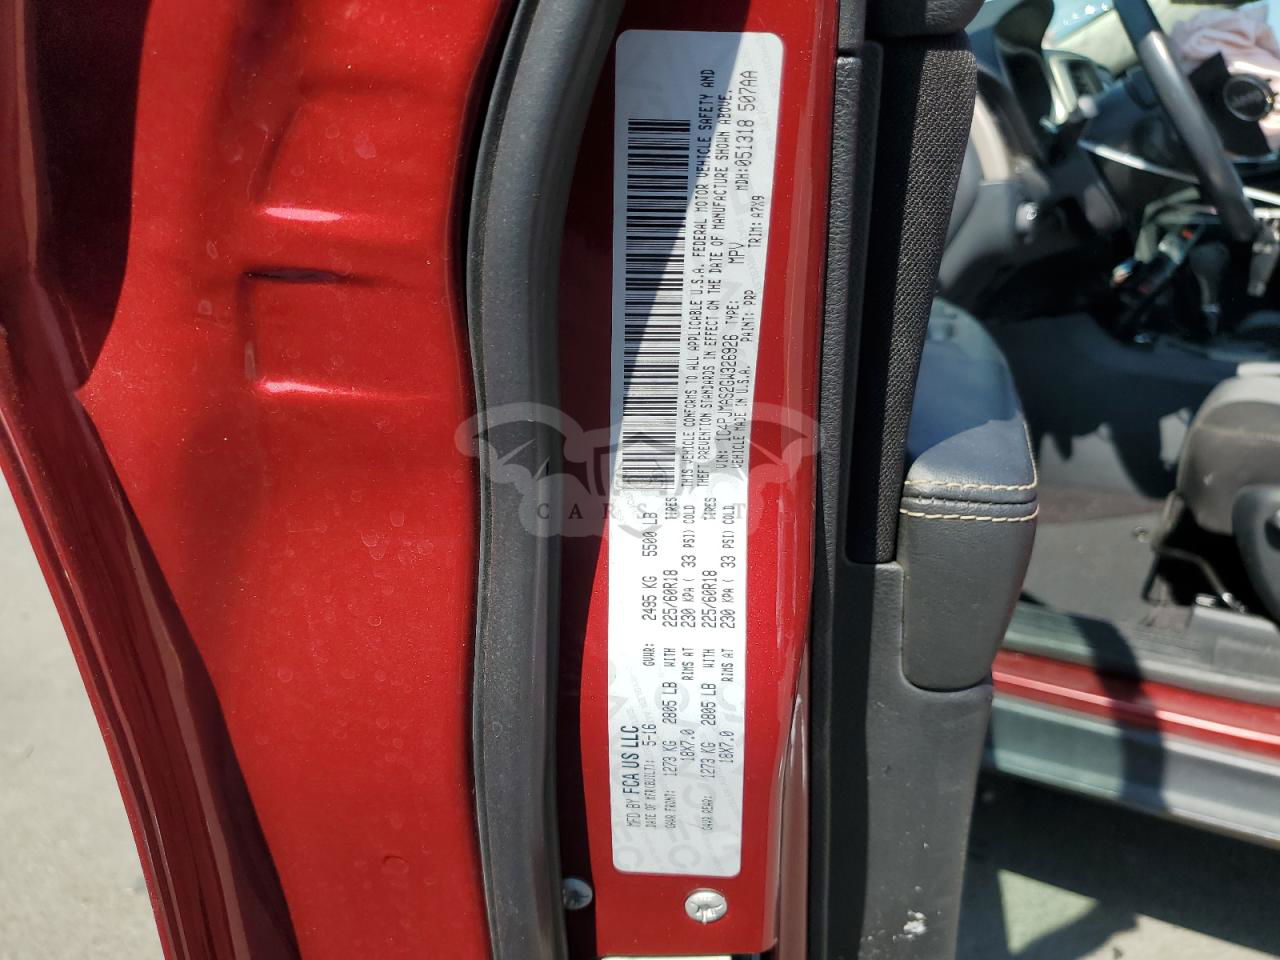 MFD BY FCA US LLC
DATE OF MFR(BUILT): 5-16 GVWR: 2495 KG 5500 LB
GAWR FRONT: 1273 KG 2805 LB WITH 225/60R18 TIRES
18X7.0 RIMS AT 230 KPA ( 33 PSI) COLD
GAWR REAR: 1273 KG 2805 LB WITH 225/60R18 TIRES
18X7.0 RIMS AT 230 KPA ( 33 PSI) COLD
THIS VEHICLE CONFORMS TO ALL APPLICABLE U.S.A. FEDERAL MOTOR VEHICLE SAFETY AND
THEFT PREVENTION STANDARDS IN EFFECT ON THE DATE OF MANUFACTURE SHOWN ABOVE.
VIN: 1C4PJMAS2GW326926 TYPE: MPV MDH:051318 507AA
VEHICLE MADE IN U.S.A. PAINT: PRP TRIM: A7X9